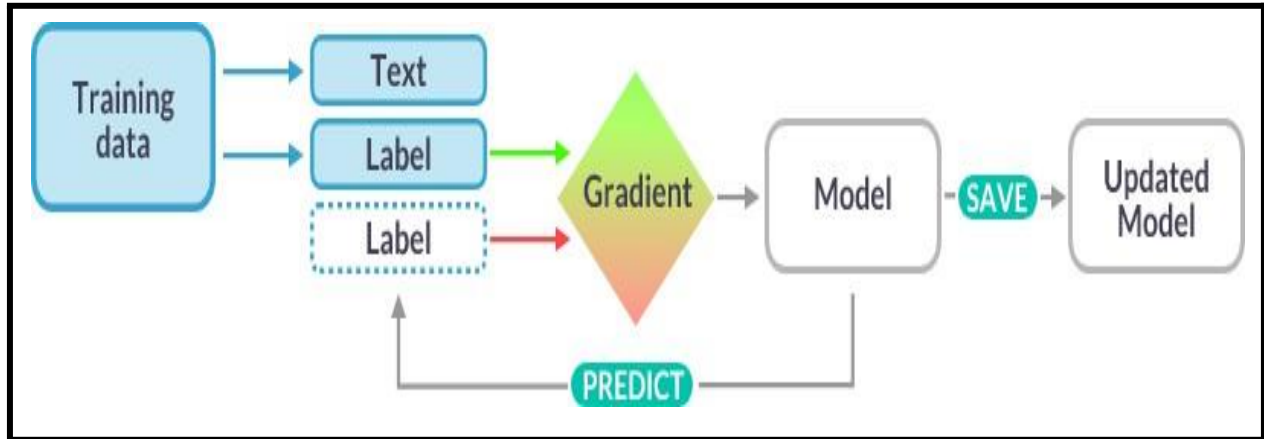 Training
data
Text
Label
Label
Gradient
Model
SAVE
Updated
Model
PREDICT